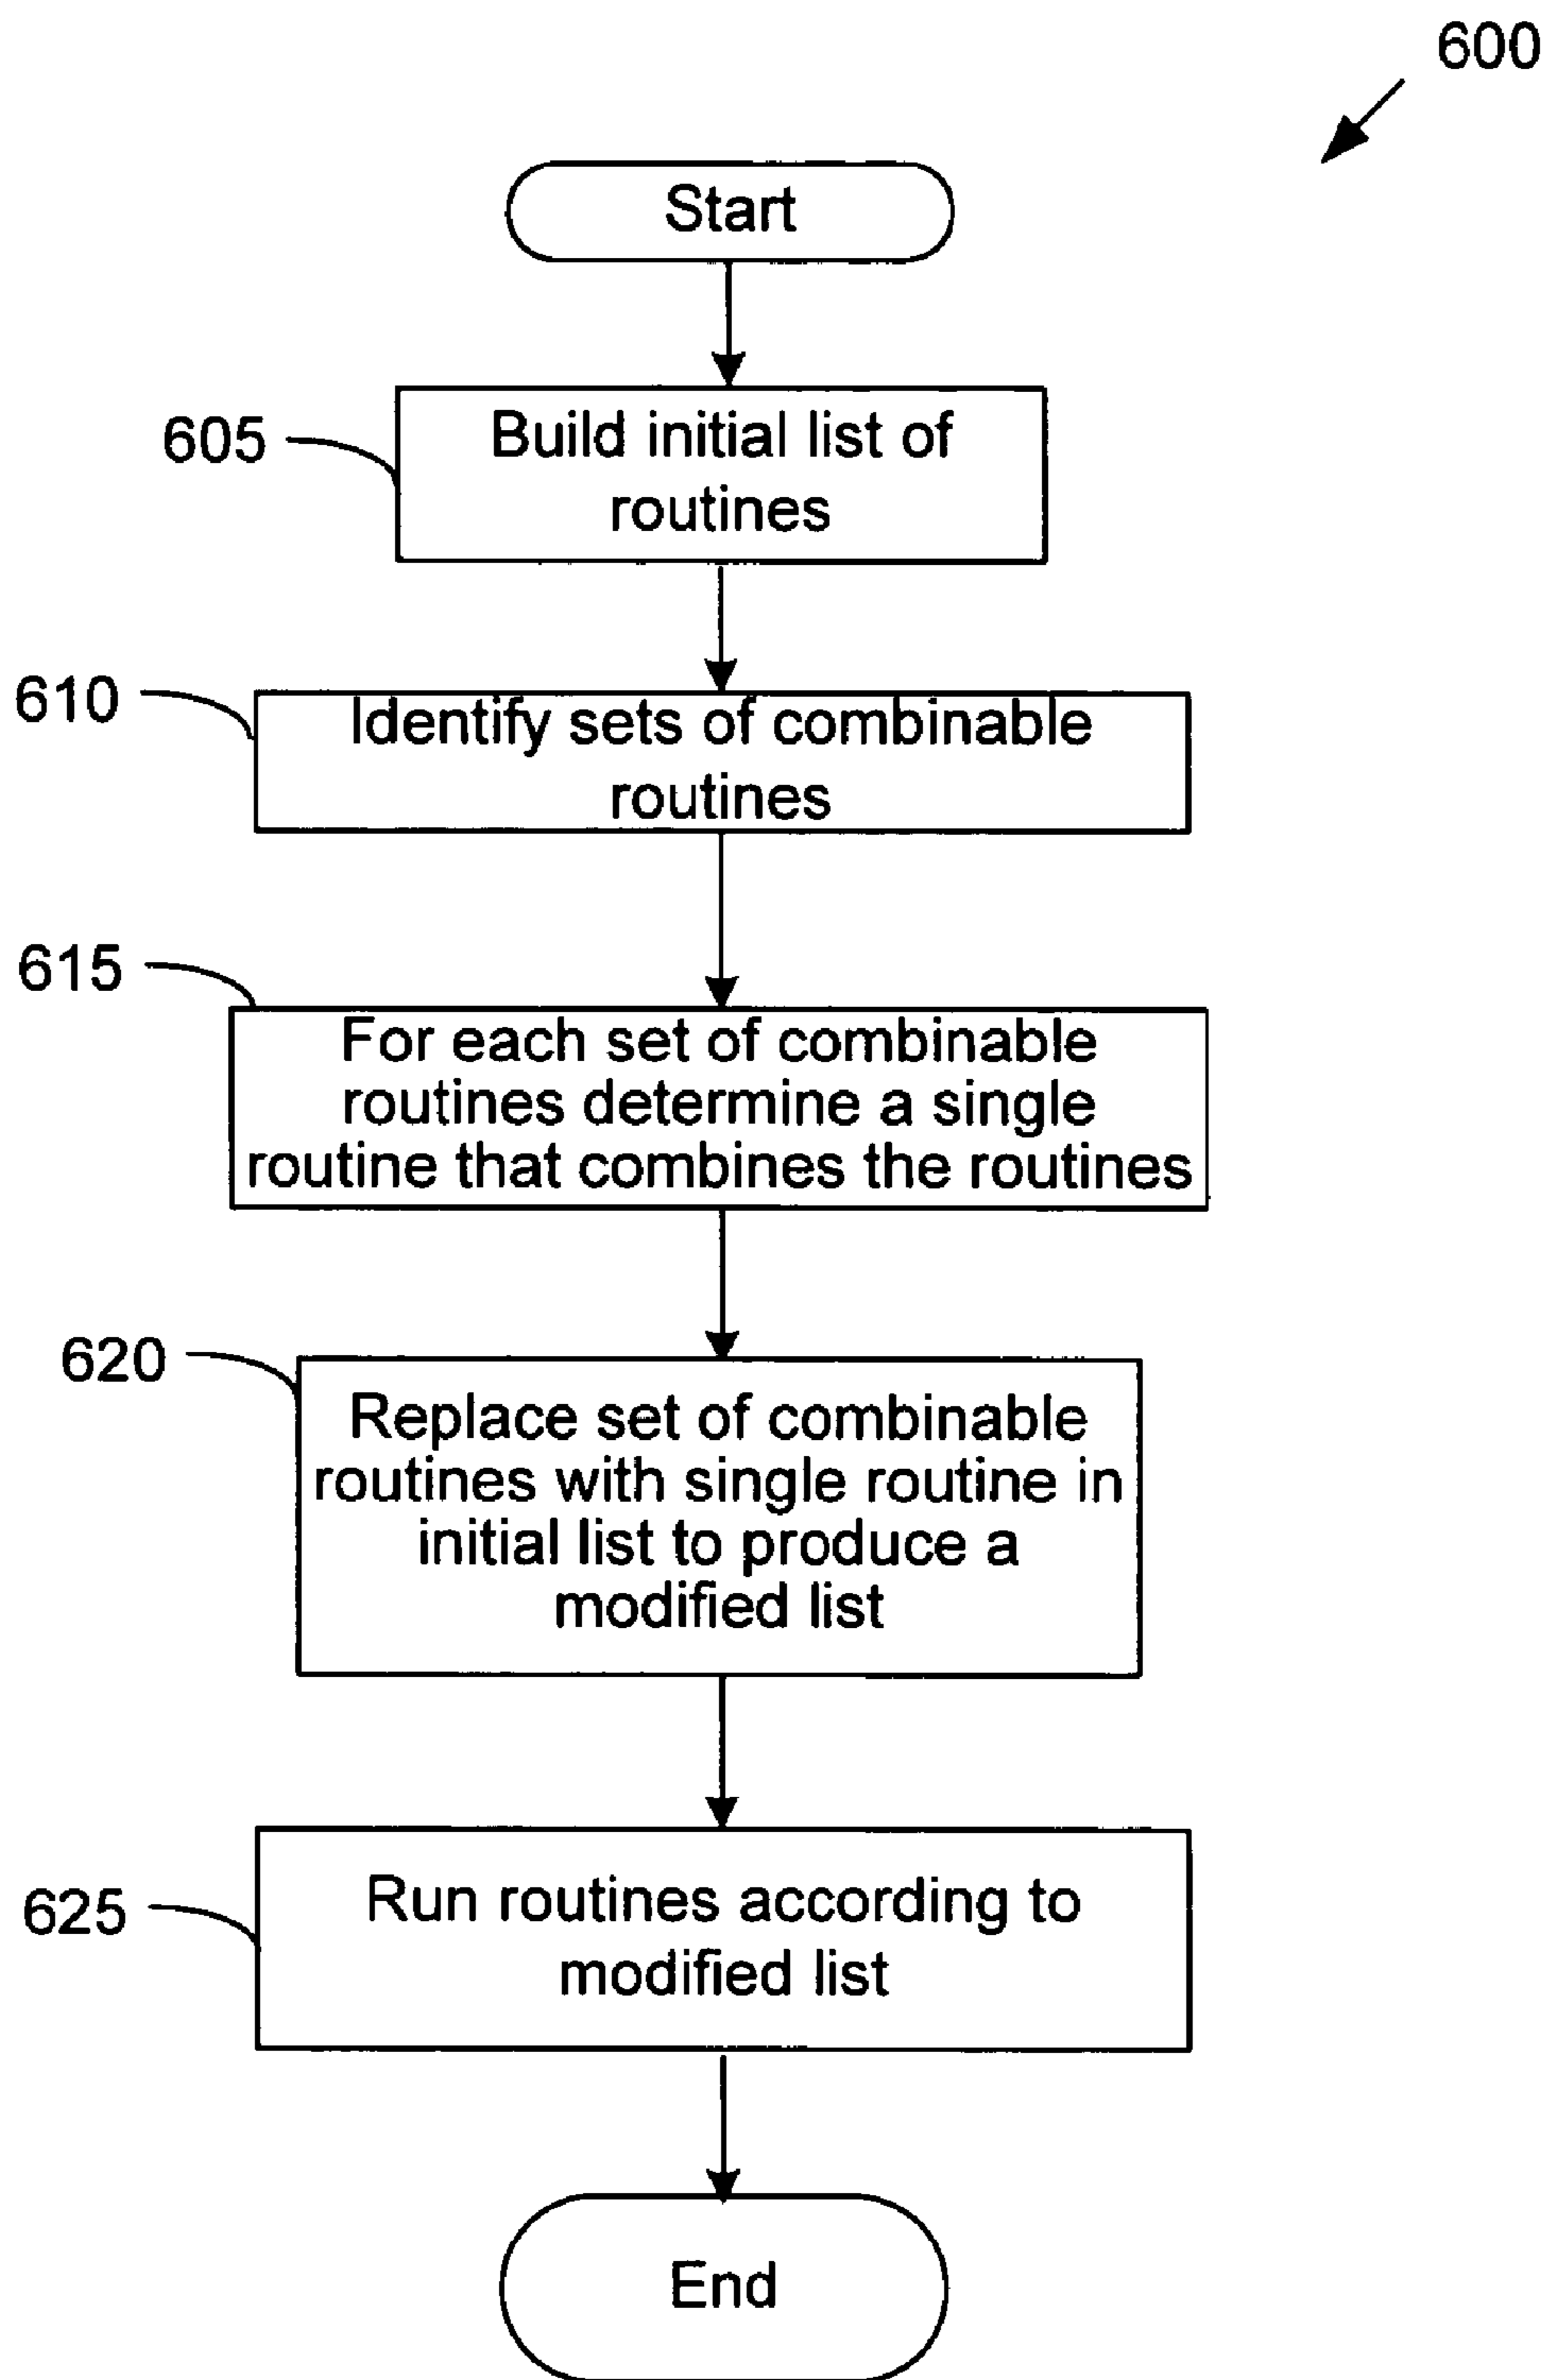 600
Start
605
Build initial list of
routines
610
Identify sets of combinable
routines
615
For each set of combinable
routines determine a single
routine that combines the routines
620
Replace set of combinable
routines with single routine in
initial list to produce a
modified list
625
Run routines according to
modified list
End